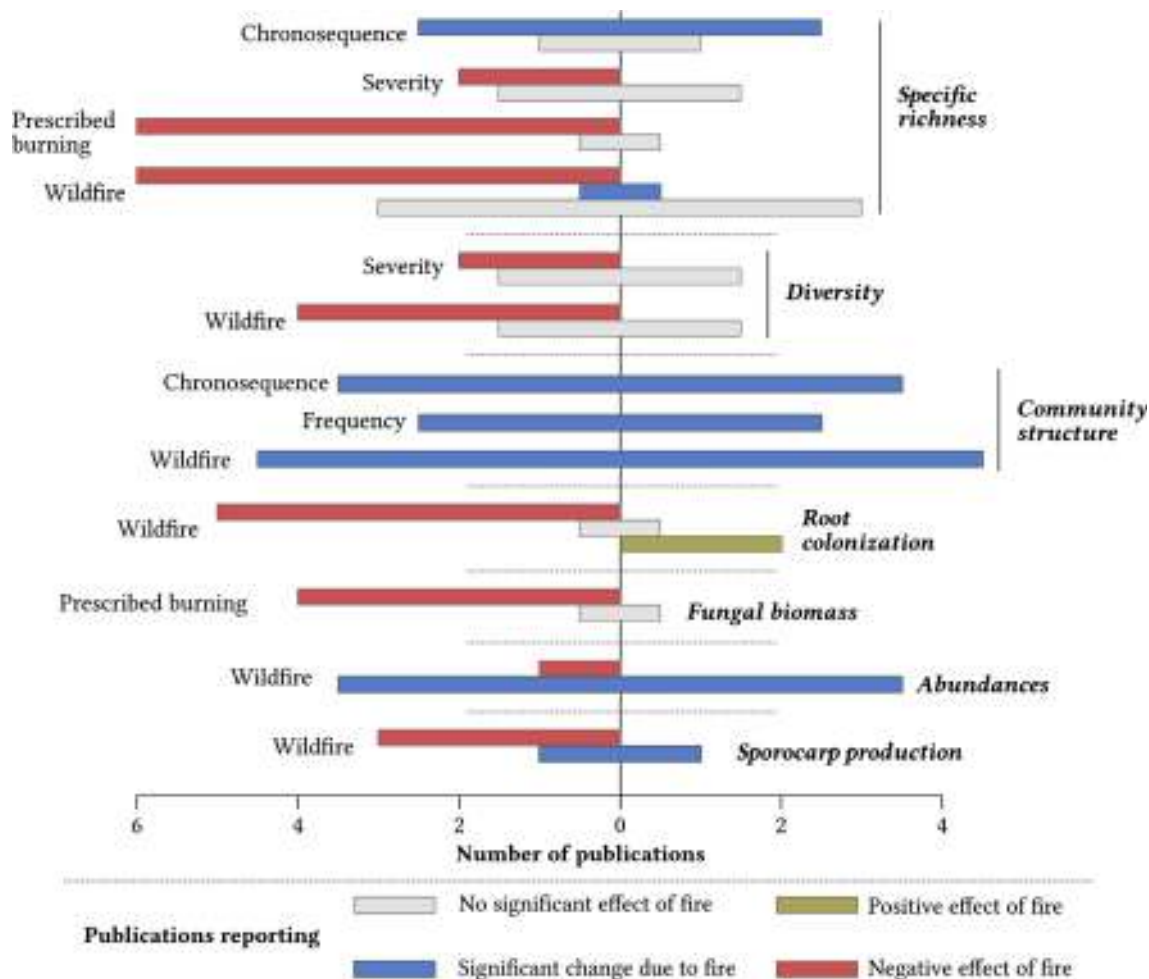 Chronosequence
Severity
Specific
richness
Prescribed
burning
Wildfire
Severity
Diversity
Wildfire
Chronosequence
Community
structure
Frequency
Wildfire
Root
colonization
Wildfire
Prescribed burning
Fungal biomass
Wildfire
Abundances
Wildfire
Sporocarp production
6 4 2 0 2 4
Number of publications
Publications reporting
No significant effect of fire
Positive effect of fire
Significant change due to fire
Negative effect of fire